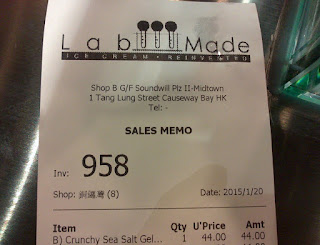 Lab Made
ICE CREAM · REINVENTED
Shop B G/F Soundwill Plz II-Midtown
1 Tang Lung Street Causeway Bay HK
Tel: -
SALES MEMO
Inv: 958
Shop: 銅鑼灣 (8) Date: 2015/1/20
Item Qty U'Price Amt
B) Crunchy Sea Salt Gel... 1 44.00 44.00